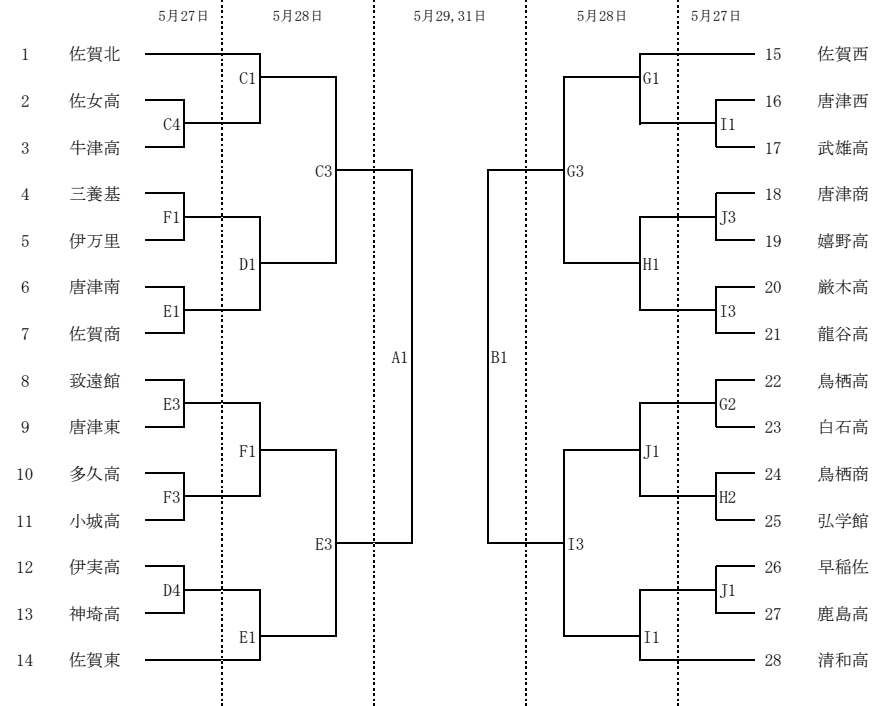 5月27日 5月28日 5月29,31日 5月28日 5月27日
1 佐賀北 15 佐賀西
C1 G1
2 佐女高 16 唐津西
C4 I1
3 牛津高 17 武雄高
C3 G3
4 三養基 18 唐津商
F1 J3
5 伊万里 19 嬉野高
D1 H1
6 唐津南 20 厳木高
E1 I3
7 佐賀商 21 龍谷高
A1 B1
8 致遠館 22 鳥栖高
E3 G2
9 唐津東 23 白石高
F1 J1
10 多久高 24 鳥栖商
F3 H2
11 小城高 25 弘学館
E3 I3
12 伊実高 26 早稲佐
D4 J1
13 神埼高 27 鹿島高
E1 I1
14 佐賀東 28 清和高